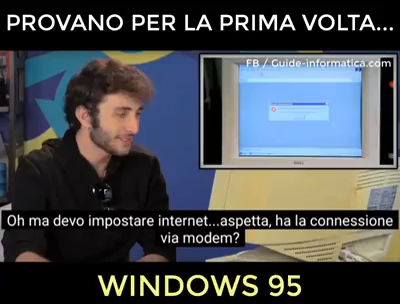 PROVANO PER LA PRIMA VOLTA...
FB / Guide-informatica.com
DELL
Oh ma devo impostare internet...aspetta, ha la connessione
via modem?
WINDOWS 95